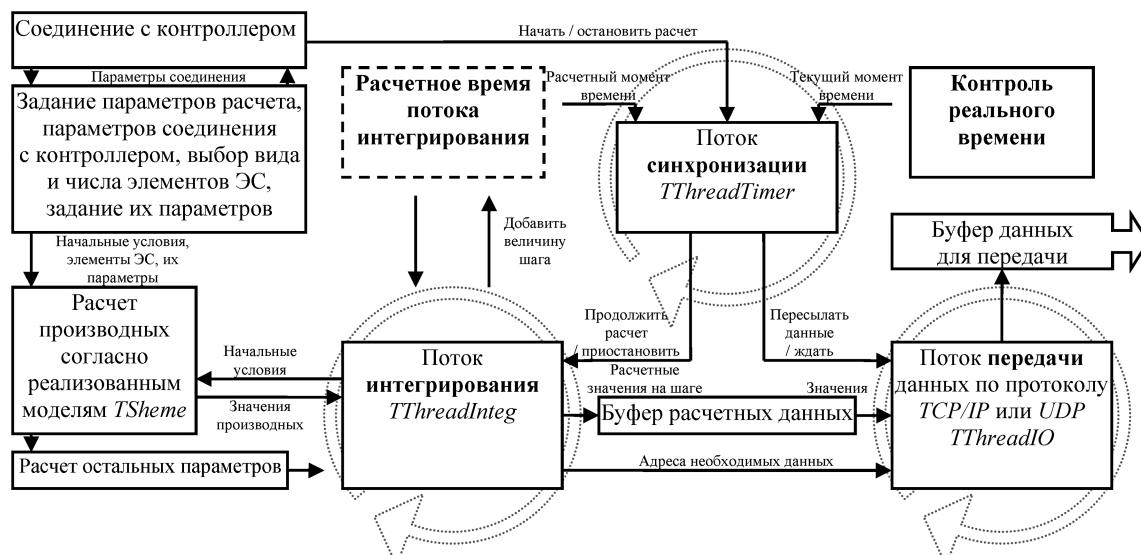 Соединение с контроллером
Начать / остановить расчет
Параметры соединения
Задание параметров расчета,
параметров соединения
с контроллером, выбор вида
и числа элементов ЭС,
задание их параметров
Расчетное время
потока
интегрирования
Расчетный момент
времени
Текущий момент
времени
Контроль
реального
времени
Поток
синхронизации
TThreadTimer
Начальные условия,
элементы ЭС, их
параметры
Добавить
величину
шага
Буфер данных
для передачи
Расчет
производных
согласно
реализованным
моделям TSheme
Начальные
условия
Значения
производных
Поток
интегрирования
TThreadInteg
Продолжить
расчет
/ приостановить
Пересылать
данные
/ ждать
Расчетные
значения на шаге
Значения
Буфер расчетных данных
Поток передачи
данных по протоколу
TCP/IP или UDP
TThreadIO
Расчет остальных параметров
Адреса необходимых данных